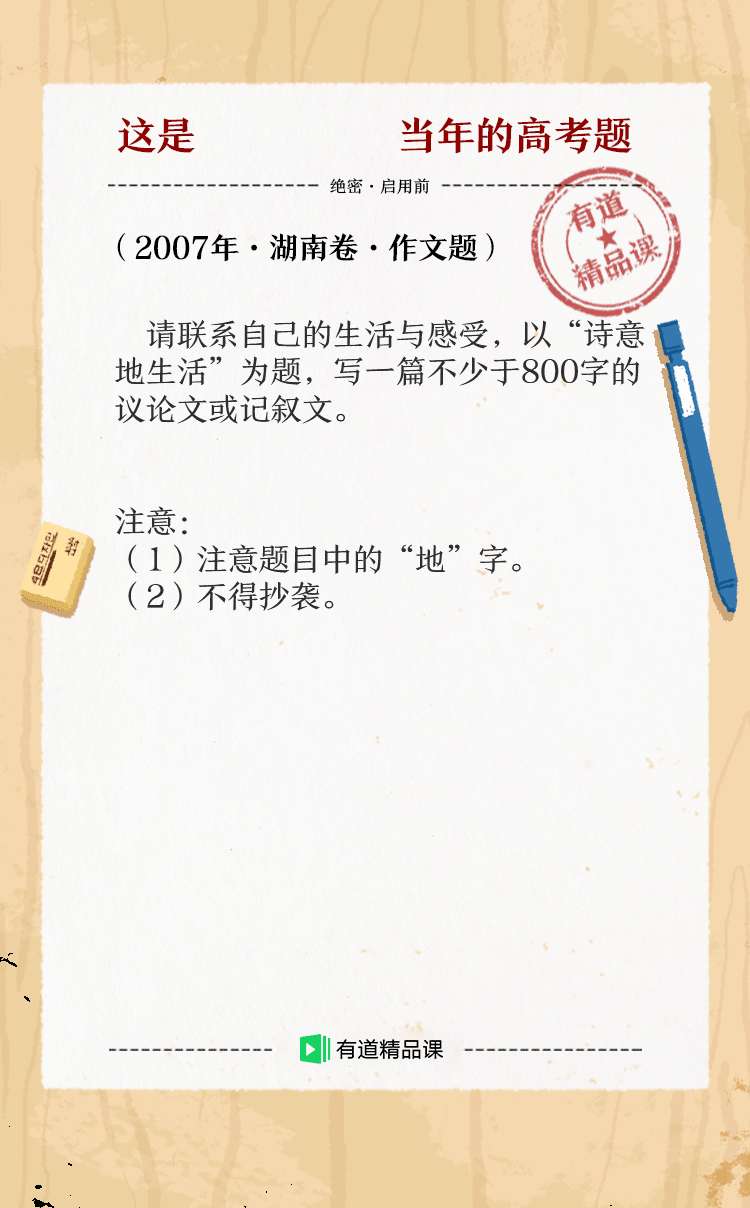 这是 当年的高考题
绝密·启用前
有道
精品课
（2007年·湖南卷·作文题）
请联系自己的生活与感受，以“诗意
地生活”为题，写一篇不少于800字的
议论文或记叙文。
注意：
（1）注意题目中的“地”字。
（2）不得抄袭。
有道精品课